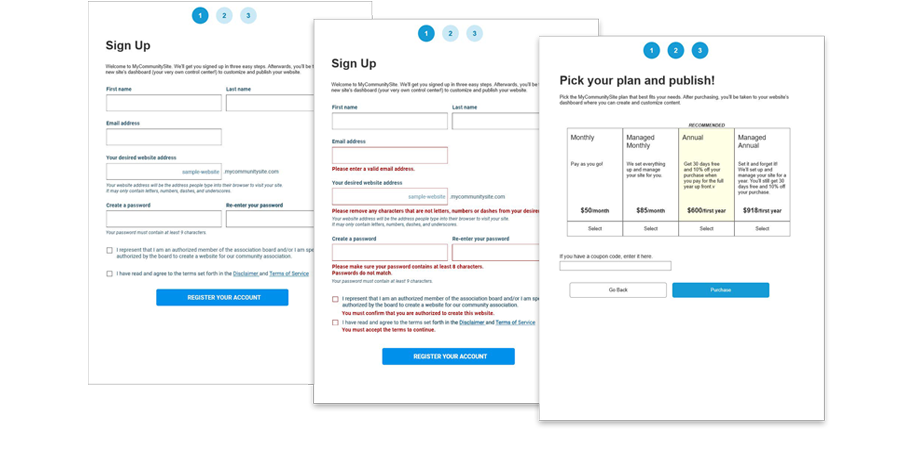 1 2 3
Sign Up
Welcome to MyCommunitySite. We'll get you signed up in three easy steps. Afterwards, you'll be t
new site's dashboard (your very own control center!) to customize and publish your website.
First name Last name
Email address
Your desired website address
sample-website .mycommunitysite.com
Your website address will be the address people type into their browser to visit your site.
It may only contain letters, numbers, dashes, and underscores.
Create a password Re-enter your password
Your password must contain at least 9 characters.
I represent that I am an authorized member of the association board and/or I am spe
authorized by the board to create a website for our community association.
I have read and agree to the terms set forth in the Disclaimer and Terms of Service
REGISTER YOUR ACCOUNT
1 2 3
Sign Up
Welcome to MyCommunitySite. We'll get you signed up in three easy steps. Afterwards, you'll be
new site's dashboard (your very own control center!) to customize and publish your website.
First name Last name
Email address
Please enter a valid email address.
Your desired website address
sample-website .mycommunitysite.com
Please remove any characters that are not letters, numbers or dashes from your desire
Your website address will be the address people type into their browser to visit your site.
It may only contain letters, numbers, dashes, and underscores.
Create a password Re-enter your password
Please make sure your password contains at least 8 characters.
Passwords do not match.
Your password must contain at least 9 characters.
I represent that I am an authorized member of the association board and/or I am spe
authorized by the board to create a website for our community association.
You must confirm that you are authorized to create this website.
I have read and agree to the terms set forth in the Disclaimer and Terms of Service
You must accept the terms to continue.
REGISTER YOUR ACCOUNT
1 2 3
Pick your plan and publish!
Pick the MyCommunitySite plan that best fits your needs. After purchasing, you'll be taken to your website's
dashboard where you can create and customize content.
RECOMMENDED
Monthly
Pay as you go!
$50/month
Select
Managed
Monthly
We set everything
up and manage
your site for you.
$85/month
Select
Annual
Get 30 days free
and 10% off your
purchase when
you pay for the full
year up front.
$600/first year
Select
Managed
Annual
Set it and forget it!
We'll set up and
manage your site for a
year. You'll still get 30
days free and 10% off
your purchase.
$918/first year
Select
If you have a coupon code, enter it here.
Go Back Purchase